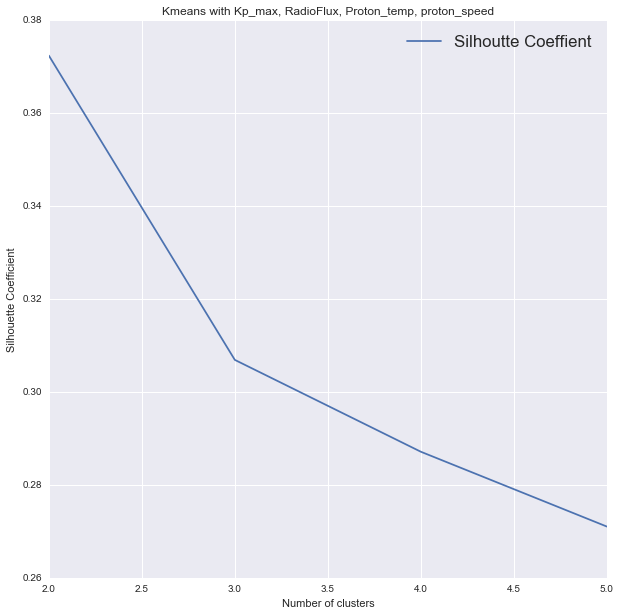 Kmeans with Kp_max, RadioFlux, Proton_temp, proton_speed
Silhoutte Coeffient
0.38
0.36
0.34
0.32
0.30
0.28
0.26
Silhouette Coefficient
2.0 2.5 3.0 3.5 4.0 4.5 5.0
Number of clusters